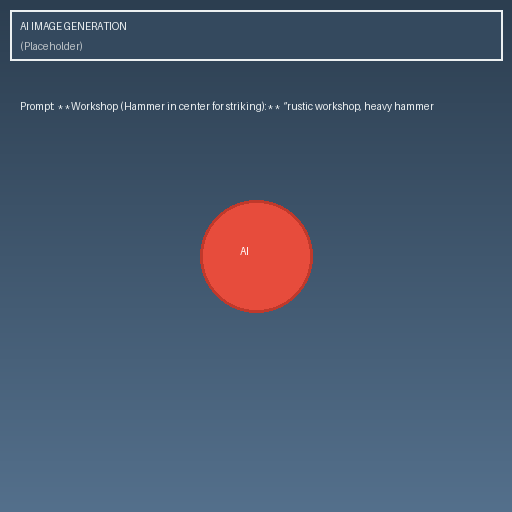 AI IMAGE GENERATION
(Placeholder)
Prompt: **Workshop (Hammer in center for striking):** "rustic workshop, heavy hammer
AI